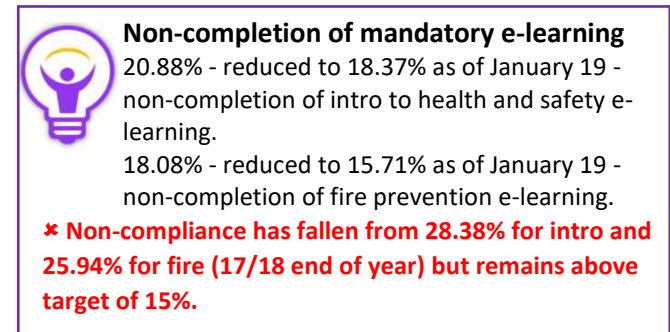 Non-completion of mandatory e-learning
20.88% - reduced to 18.37% as of January 19 -
non-completion of intro to health and safety e-
learning.
18.08% - reduced to 15.71% as of January 19 -
non-completion of fire prevention e-learning.
✖ Non-compliance has fallen from 28.38% for intro and
25.94% for fire (17/18 end of year) but remains above
target of 15%.